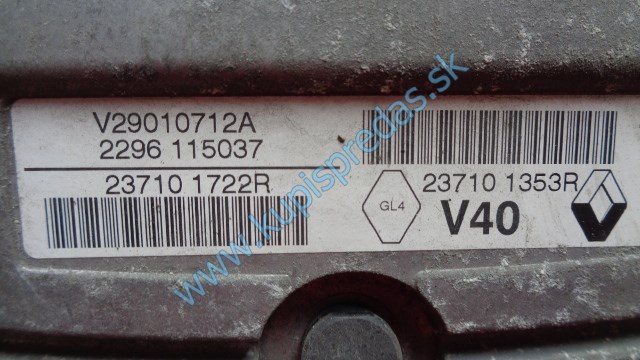 V29010712A
2296 115037
23710 1722R
GL4
23710 1353R
V40
www.kupispredas.sk